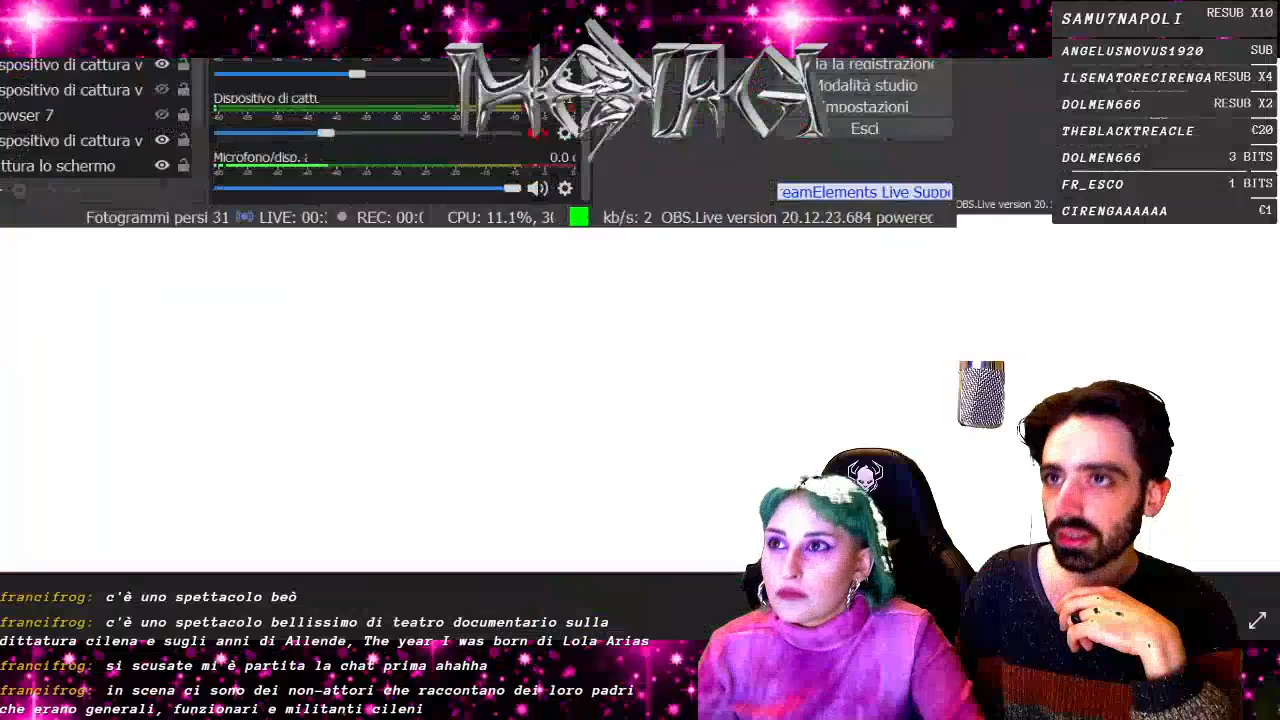 SAMU7NAPOLI RESUB X10
ANGELUSNOVUS1920 SUB
ILSENATORECIRENGA RESUB X4
DOLMEN666 RESUB X2
THEBLACKTREACLE €20
DOLMEN666 3 BITS
FR_ESCO 1 BITS
CIRENGAAAAAA €1
spositivo di cattura v
spositivo di cattura v
owser 7
spositivo di cattura v
ttura lo schermo
Dispositivo di cattu
Microfono/disp. a
0.0
ia la registrazione
Modalità studio
Impostazioni
Esci
eamElements Live Suppo
Fotogrammi persi 31 LIVE: 00: REC: 00:0 CPU: 11.1%, 30 kb/s: 2 OBS.Live version 20.12.23.684 powered
OBS.Live version 20.1
francifrog: c'è uno spettacolo beò
francifrog: c'è uno spettacolo bellissimo di teatro documentario sulla
dittatura cilena e sugli anni di Allende, The year I was born di Lola Arias
francifrog: si scusate mi è partita la chat prima ahahha
francifrog: in scena ci sono dei non-attori che raccontano dei loro padri
che erano generali, funzionari e militanti cileni